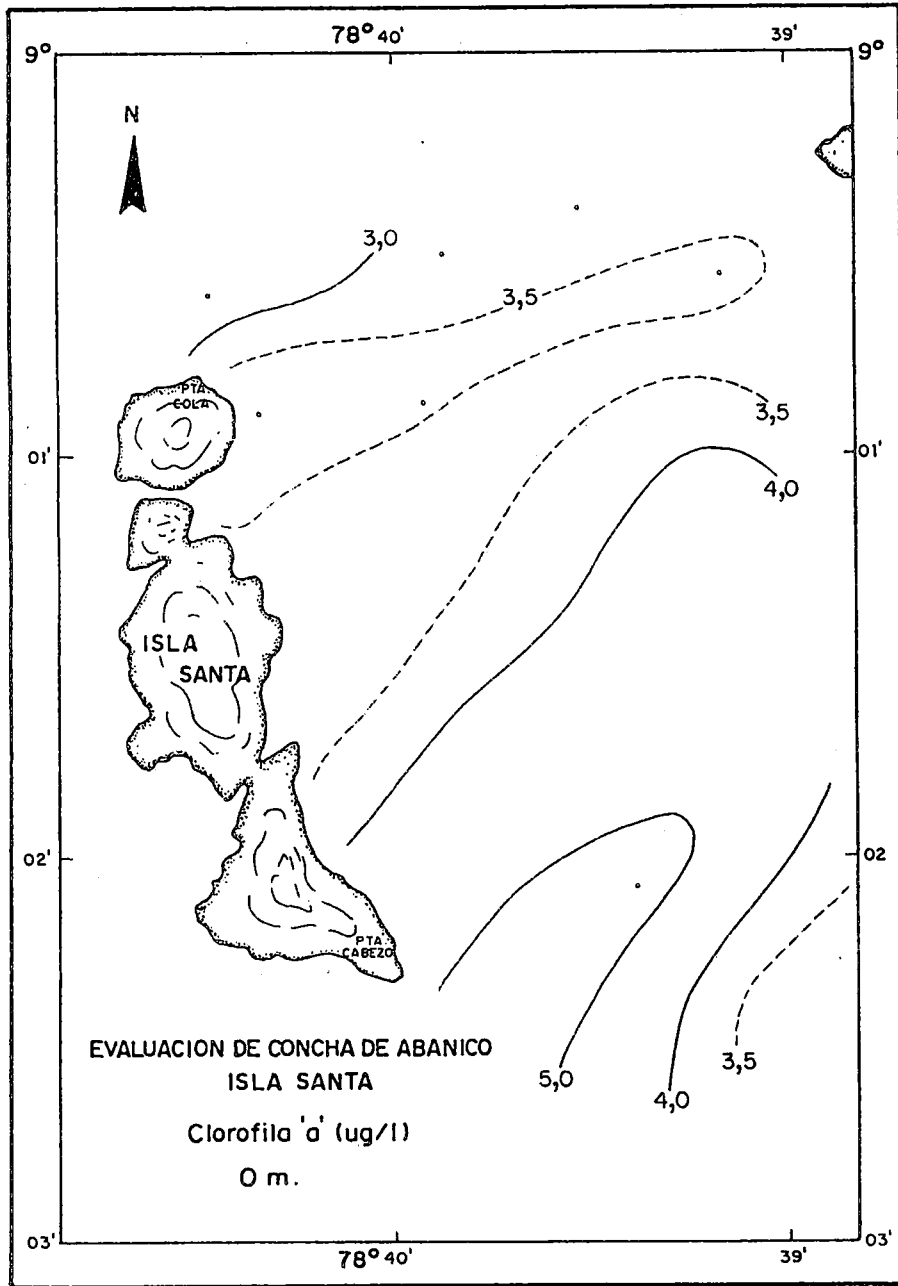 78° 40'
39'
9°
9°
N
3,0
3,5
PTA.
COLA
3,5
01'
01'
4,0
ISLA
SANTA
02'
02
PTA.
CABEZO
EVALUACION DE CONCHA DE ABANICO
ISLA SANTA
Clorofila 'a' (ug/l)
0 m.
5,0
4,0
3,5
03'
03'
78° 40'
39'